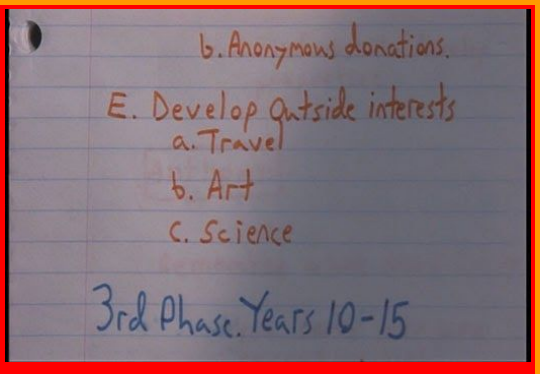 b. Anonymous donations.
E. Develop outside interests
a. Travel
b. Art
c. Science
3rd Phase. Years 10-15